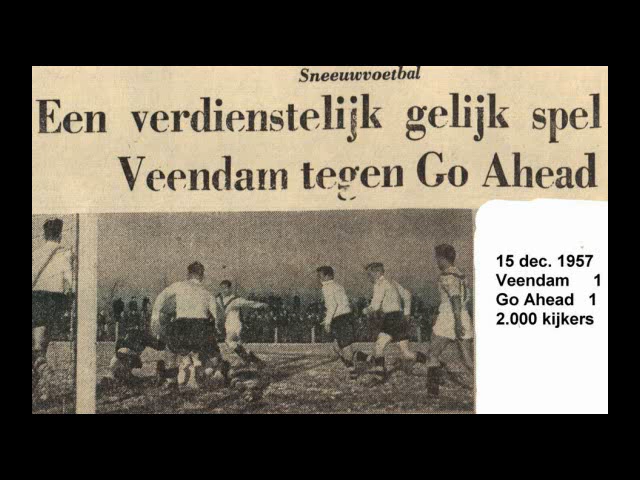 Sneeuwvoetbal
Een verdienstelijk gelijk spel
Veendam tegen Go Ahead
15 dec. 1957
Veendam 1
Go Ahead 1
2.000 kijkers